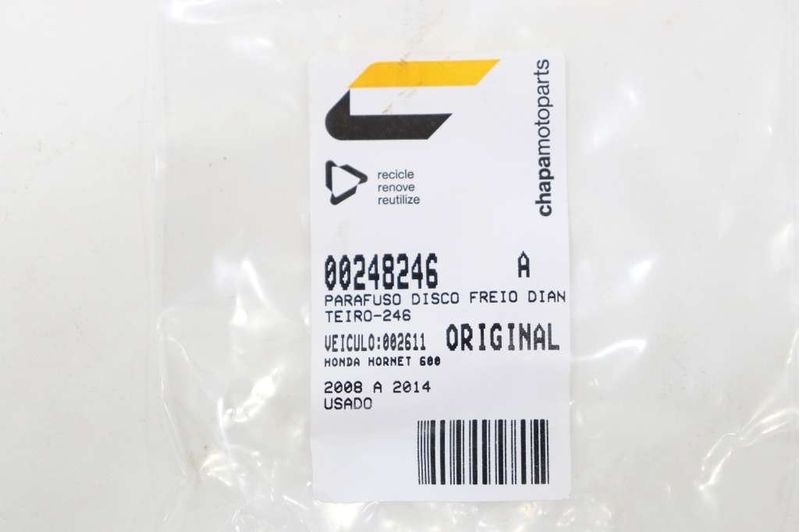 chapamotoparts
recicle
renove
reutilize
00248246 A
PARAFUSO DISCO FREIO DIAN
TEIRO-246
VEICULO:002611 ORIGINAL
HONDA HORNET 600
2008 A 2014
USADO